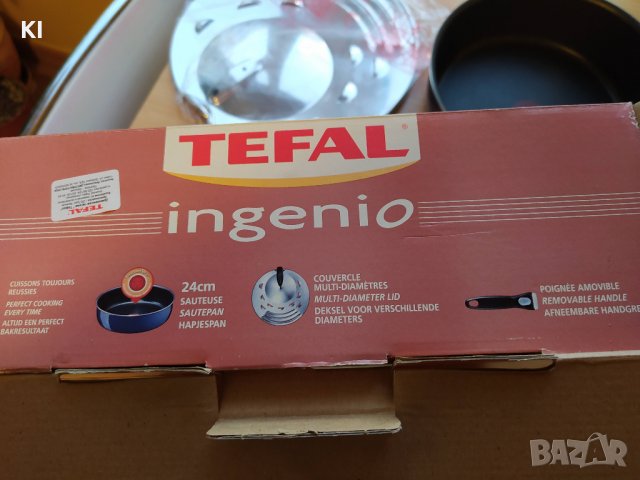 KI
TEFAL
®
ingenio
TEFAL
CUISSONS TOUJOURS
REUSSIES
PERFECT COOKING
EVERY TIME
ALTIJD EEN PERFECT
BAKRESULTAAT
24cm
SAUTEUSE
SAUTEPAN
HAPJESPAN
COUVERCLE
MULTI-DIAMÈTRES
MULTI-DIAMETER LID
DEKSEL VOOR VERSCHILLENDE
DIAMETERS
POIGNÉE AMOVIBLE
REMOVABLE HANDLE
AFNEEMBARE HANDGRE
BAZAR